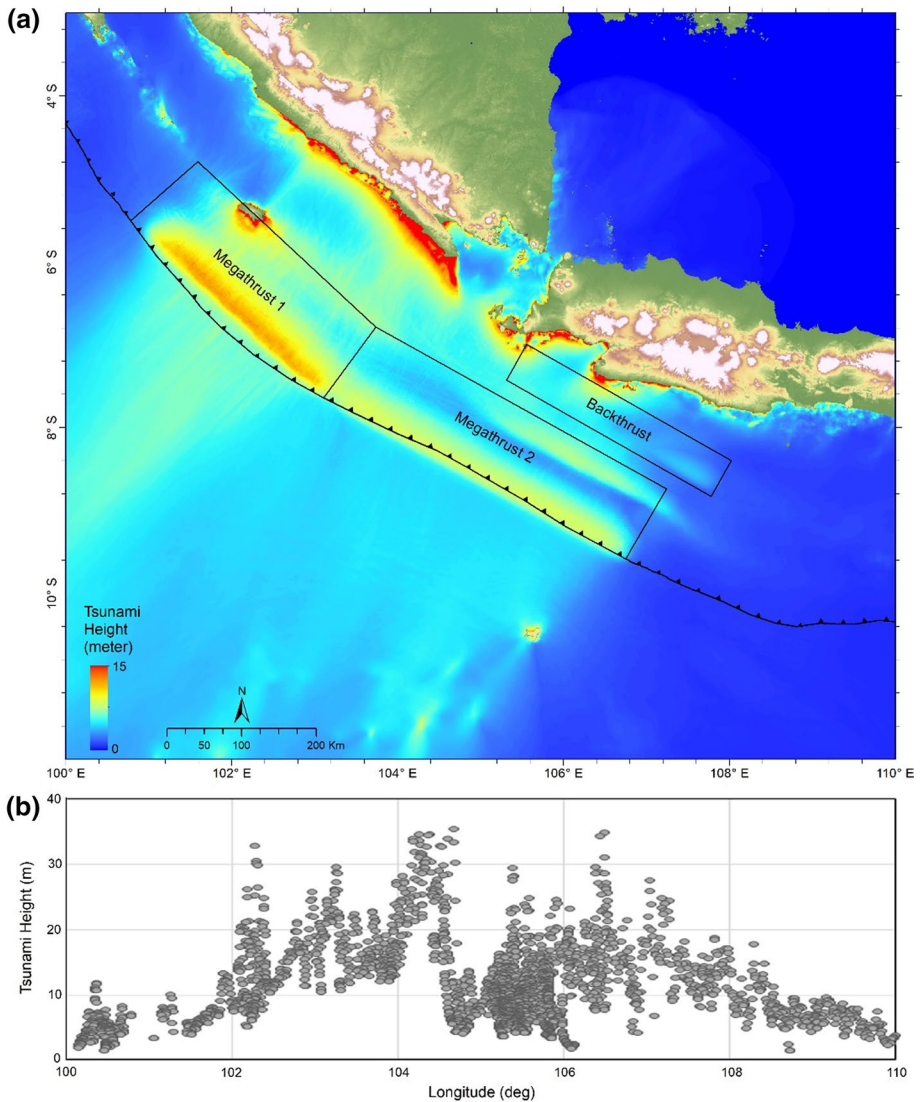 (a)
4° S
6° S
8° S
10° S
Megathrust 1
Megathrust 2
Backthrust
Tsunami
Height
(meter)
15
0
N
0 50 100 200 Km
100° E 102° E 104° E 106° E 108° E 110° E
(b)
Tsunami Height (m)
40
30
20
10
0
100 102 104 106 108 110
Longitude (deg)